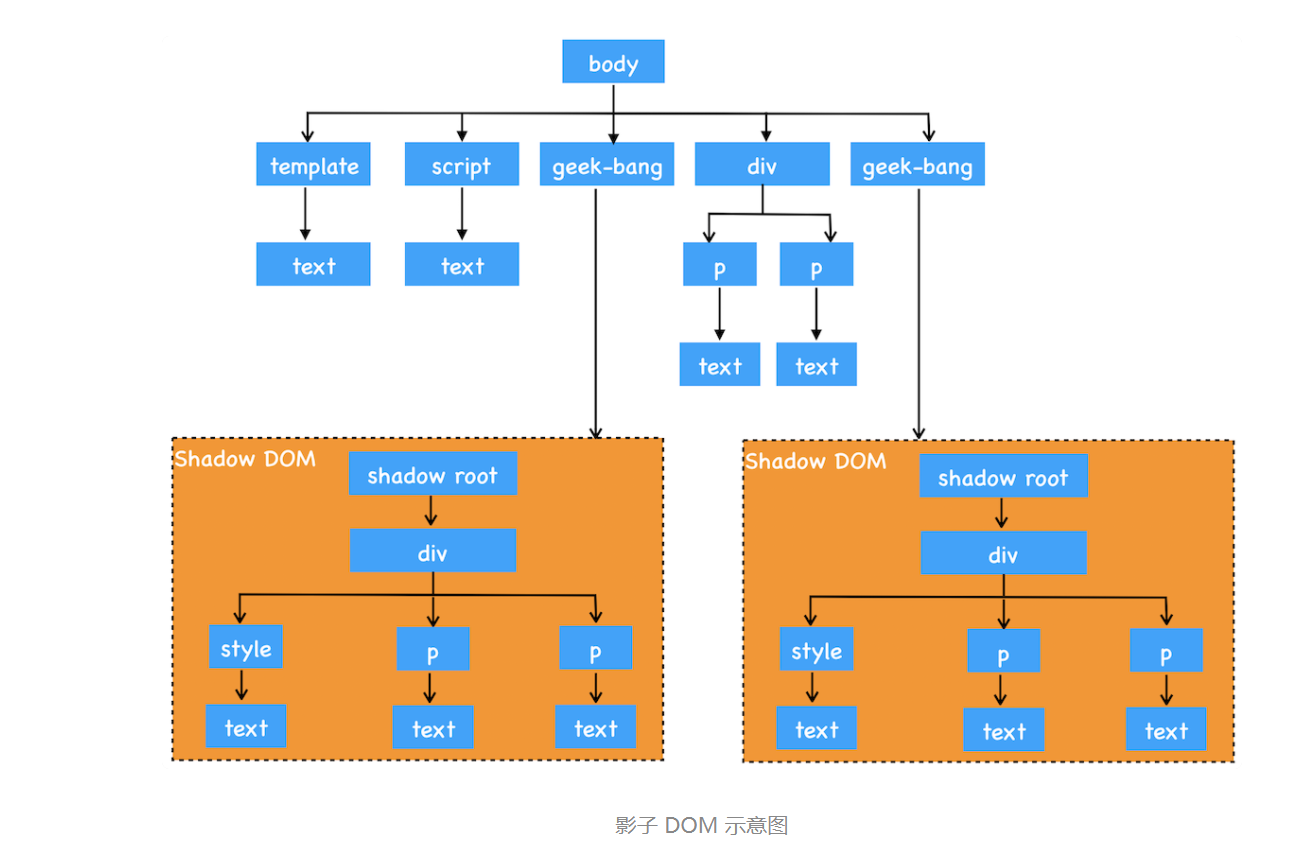 body
template
script
geek-bang
div
geek-bang
text
text
p
p
text
text
Shadow DOM
shadow root
div
style
p
p
text
text
text
Shadow DOM
shadow root
div
style
p
p
text
text
text
影子 DOM 示意图